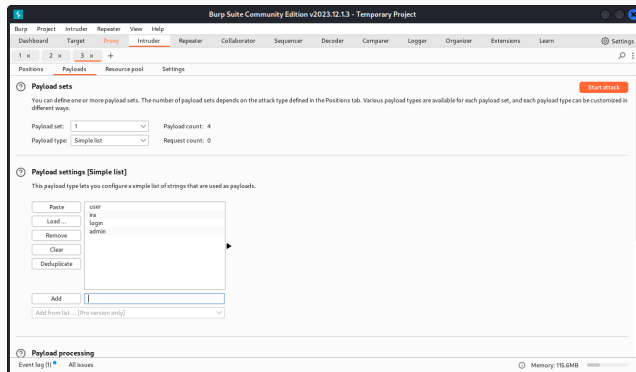 Burp Suite Community Edition v2023.12.1.3 - Temporary Project
Burp Project Intruder Repeater View Help
Dashboard Target Proxy Intruder Repeater Collaborator Sequencer Decoder Comparer Logger Organizer Extensions Learn Settings
1 × 2 × 3 × +
Positions Payloads Resource pool Settings
? Payload sets Start attack
You can define one or more payload sets. The number of payload sets depends on the attack type defined in the Positions tab. Various payload types are available for each payload set, and each payload type can be customized in
different ways.
Payload set: 1 Payload count: 4
Payload type: Simple list Request count: 0
? Payload settings [Simple list]
This payload type lets you configure a simple list of strings that are used as payloads.
Paste user
ira
Load ... login
Remove admin
Clear
Deduplicate
Add
Add from list ... [Pro version only]
? Payload processing
Event log (1) All issues Memory: 115.6MB